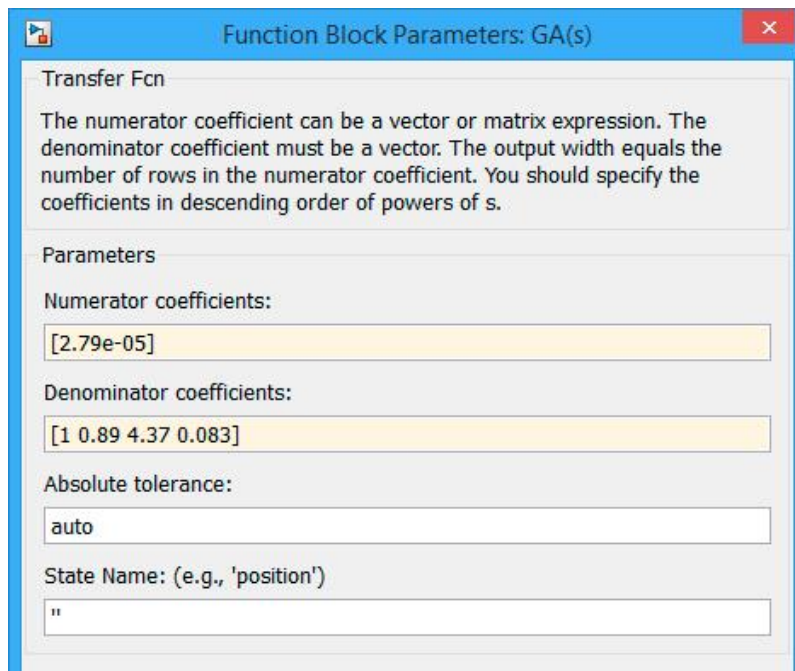 Function Block Parameters: GA(s)
Transfer Fcn
The numerator coefficient can be a vector or matrix expression. The
denominator coefficient must be a vector. The output width equals the
number of rows in the numerator coefficient. You should specify the
coefficients in descending order of powers of s.
Parameters
Numerator coefficients:
[2.79e-05]
Denominator coefficients:
[1 0.89 4.37 0.083]
Absolute tolerance:
auto
State Name: (e.g., 'position')
''